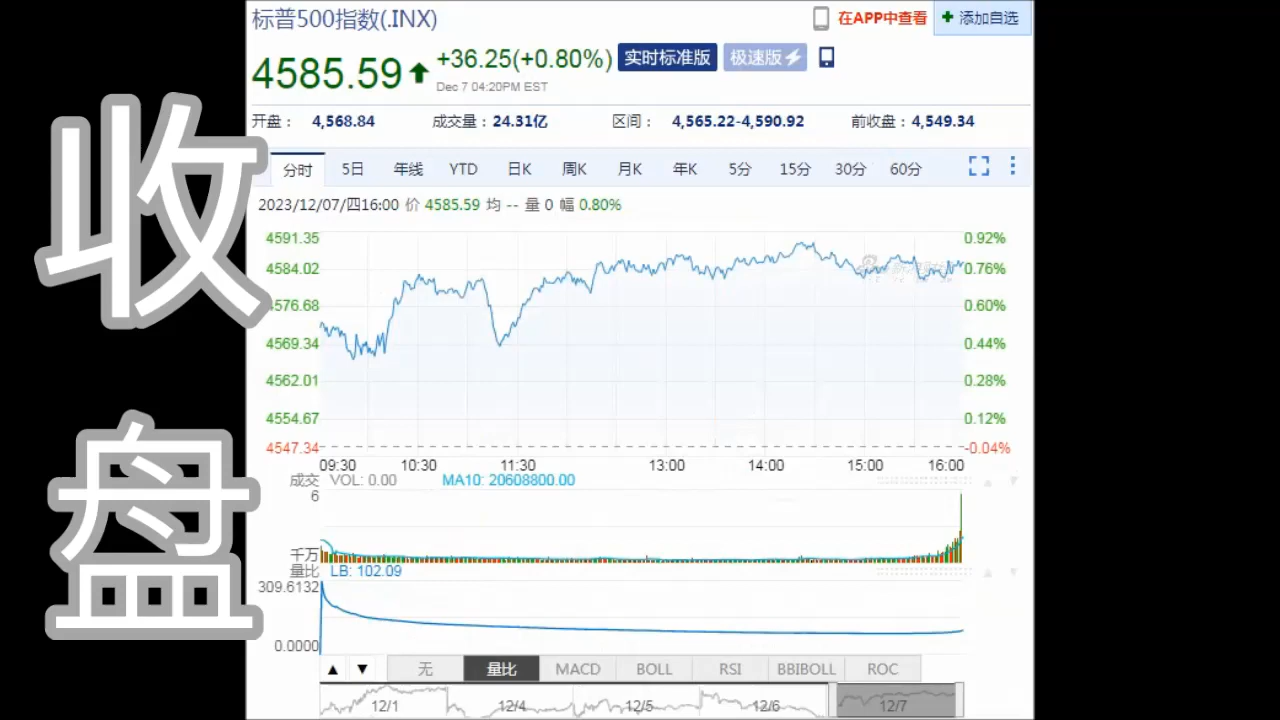 收盘
标普500指数(.INX)
在APP中查看
+ 添加自选
4585.59
+36.25(+0.80%)
实时标准版
极速版
Dec 7 04:20PM EST
开盘： 4,568.84 成交量：24.31亿 区间： 4,565.22-4,590.92 前收盘：4,549.34
分时 5日 年线 YTD 日K 周K 月K 年K 5分 15分 30分 60分
2023/12/07/四16:00 价 4585.59 均 -- 量 0 幅 0.80%
4591.35 0.92%
4584.02 0.76%
4576.68 0.60%
4569.34 0.44%
4562.01 0.28%
4554.67 0.12%
4547.34 -0.04%
09:30 10:30 11:30 13:00 14:00 15:00 16:00
成交 VOL: 0.00 MA10: 20608800.00
6
千万
量比 LB: 102.09
309.6132
0.0000
▲ ▼ 无 量比 MACD BOLL RSI BBIBOLL ROC
12/1 12/4 12/5 12/6 12/7